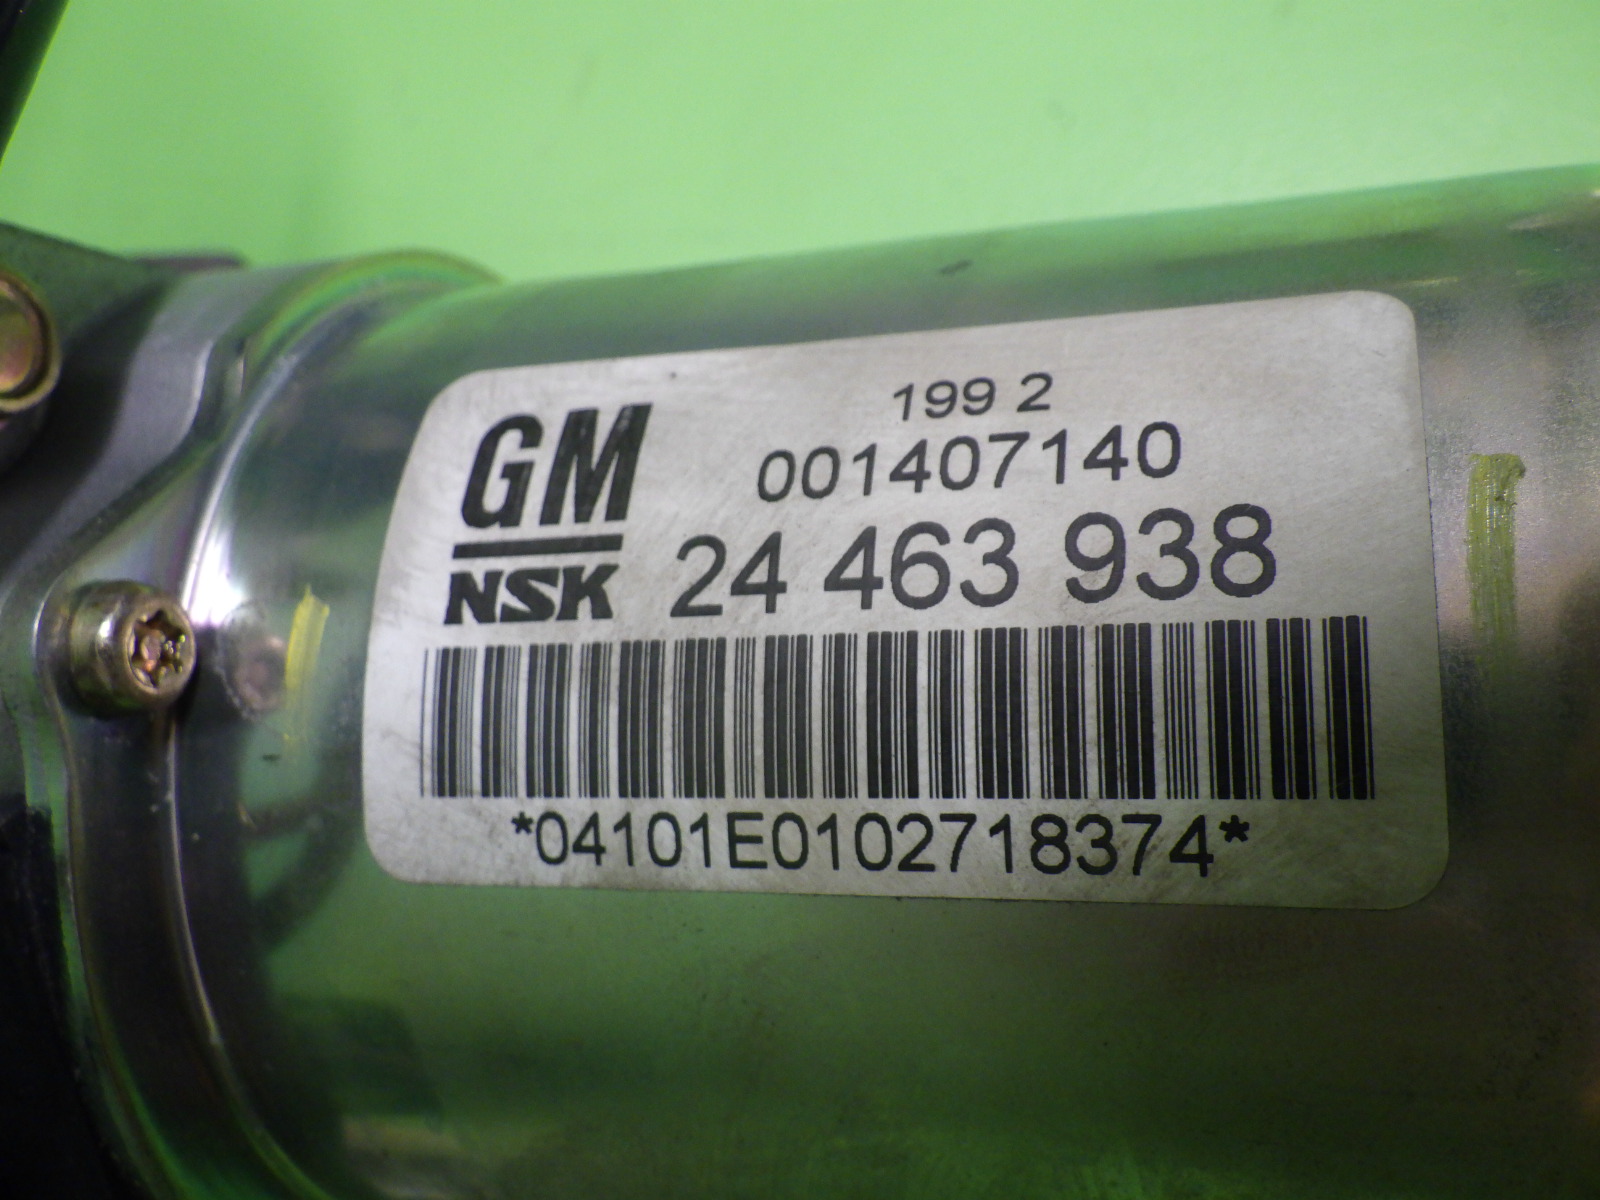 199 2
GM
001407140
NSK
24 463 938
*04101E0102718374*